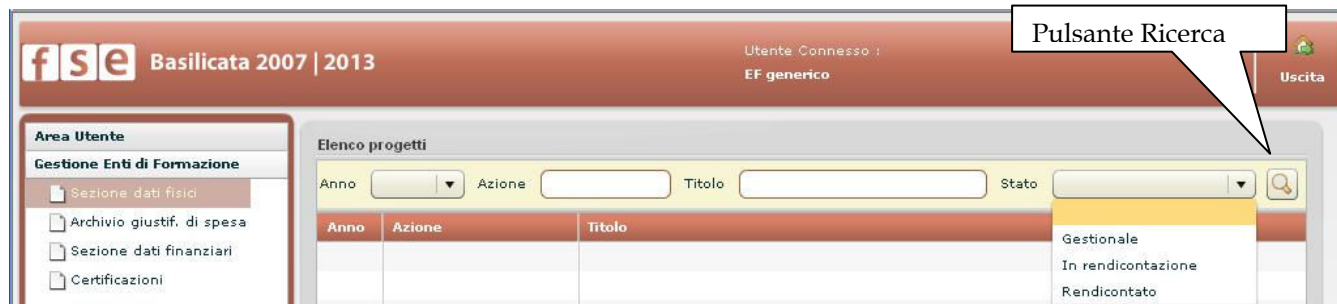 Pulsante Ricerca
fse Basilicata 2007 | 2013
Utente Connesso :
EF generico
Uscita
Area Utente
Gestione Enti di Formazione
Sezione dati fisici
Archivio giustif. di spesa
Sezione dati finanziari
Certificazioni
Elenco progetti
Anno Azione Titolo Stato
Anno Azione Titolo
Gestionale
In rendicontazione
Rendicontato